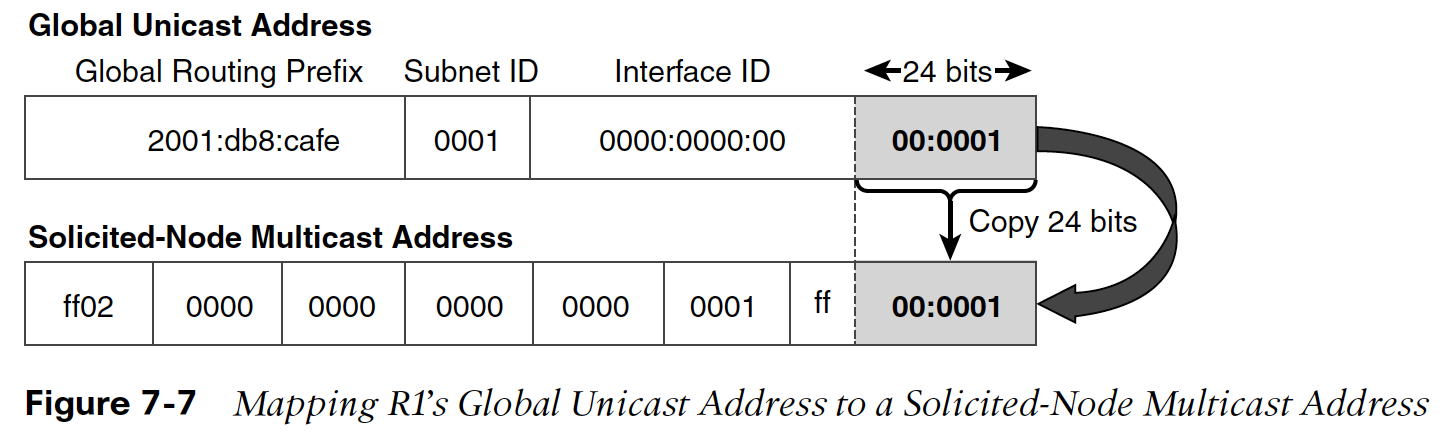 Global Unicast Address
Global Routing Prefix Subnet ID Interface ID 24 bits
2001:db8:cafe 0001 0000:0000:00 00:0001
Copy 24 bits
Solicited-Node Multicast Address
ff02 0000 0000 0000 0000 0001 ff 00:0001
Figure 7-7 Mapping R1’s Global Unicast Address to a Solicited-Node Multicast Address